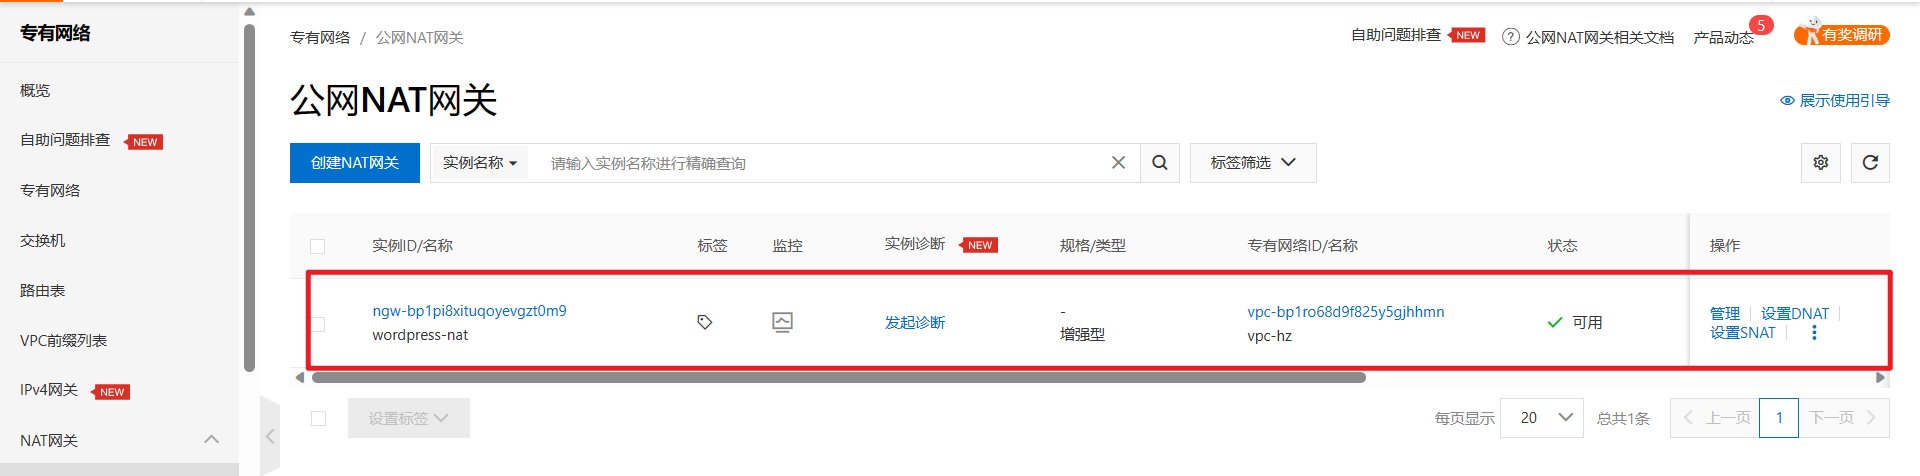 专有网络
概览
自助问题排查 NEW
专有网络
交换机
路由表
VPC前缀列表
IPv4网关 NEW
NAT网关
专有网络 / 公网NAT网关
自助问题排查 NEW ? 公网NAT网关相关文档 产品动态 5 有奖调研
公网NAT网关
展示使用引导
创建NAT网关 实例名称 请输入实例名称进行精确查询 标签筛选
实例ID/名称 标签 监控 实例诊断 NEW 规格/类型 专有网络ID/名称 状态 操作
ngw-bp1pi8xituqoyevgzt0m9 发起诊断 - vpc-bp1ro68d9f825y5gjhhmn 可用 管理 设置DNAT
wordpress-nat 增强型 vpc-hz 设置SNAT
设置标签 每页显示 20 总共1条 上一页 1 下一页